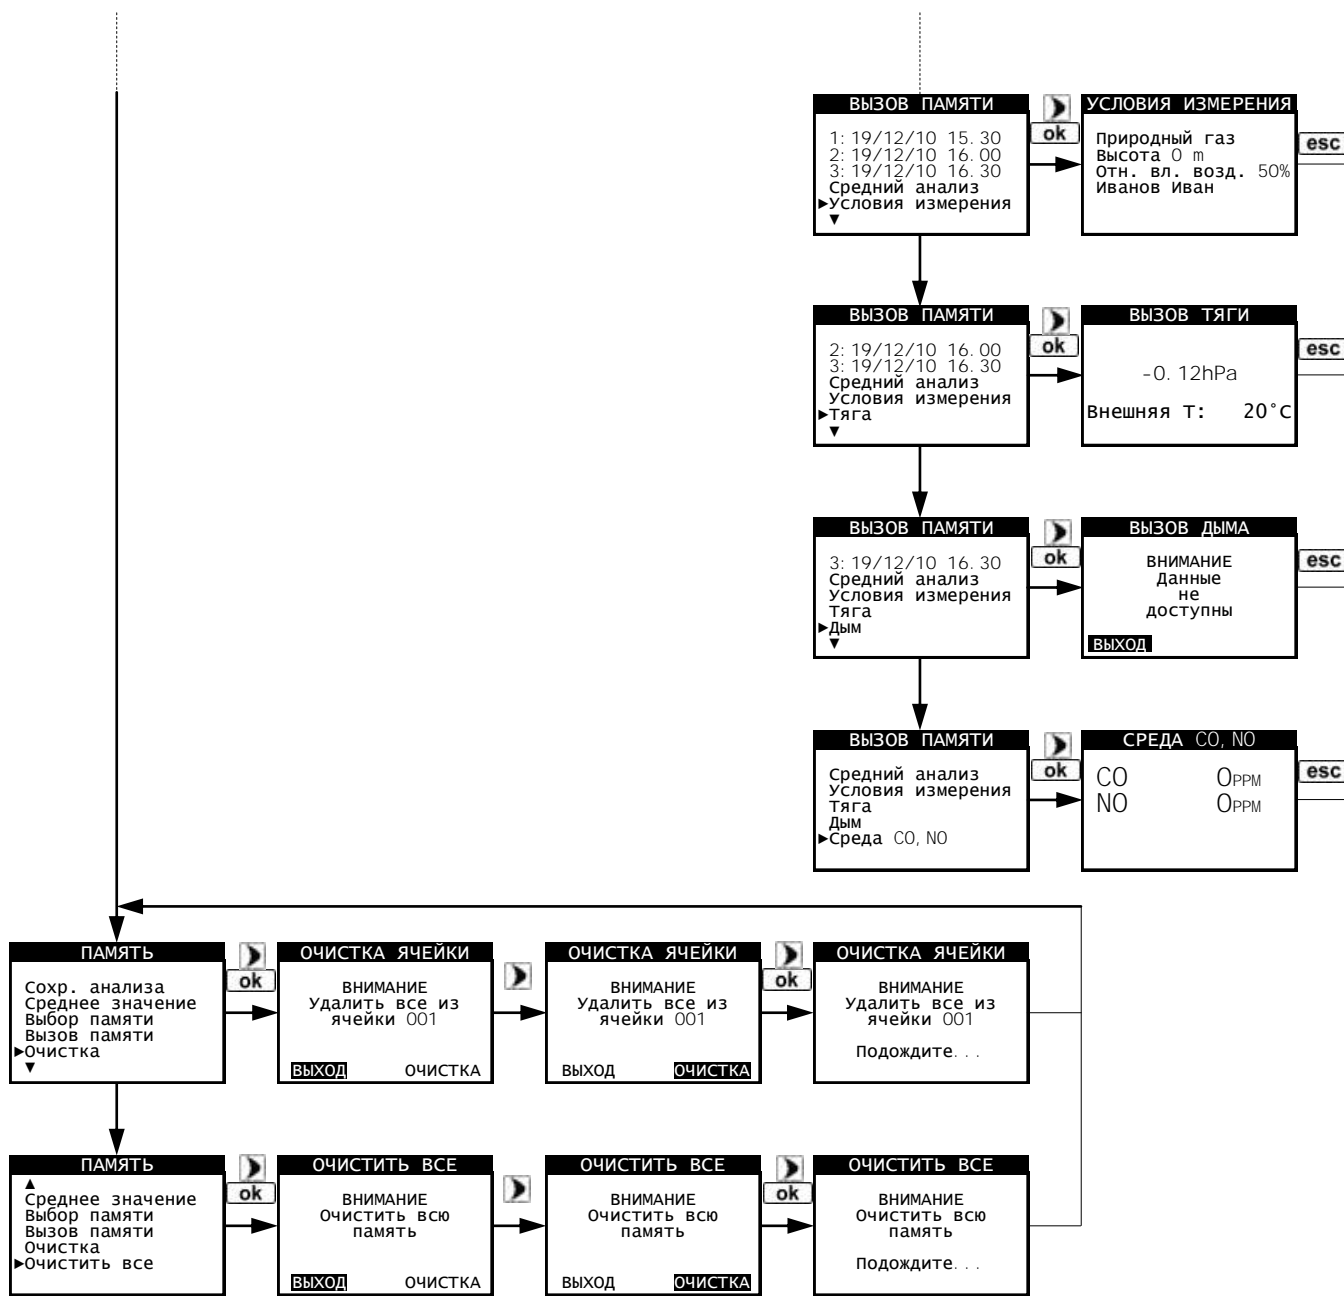 ВЫЗОВ ПАМЯТИ
1: 19/12/10 15.30
2: 19/12/10 16.00
3: 19/12/10 16.30
Средний анализ
►Условия измерения
▼
ok
УСЛОВИЯ ИЗМЕРЕНИЯ
Природный газ
Высота 0 m
Отн. вл. возд. 50%
Иванов Иван
esc
ВЫЗОВ ПАМЯТИ
2: 19/12/10 16.00
3: 19/12/10 16.30
Средний анализ
Условия измерения
►Тяга
▼
ok
ВЫЗОВ ТЯГИ
-0.12hPa
Внешняя Т: 20°C
esc
ВЫЗОВ ПАМЯТИ
3: 19/12/10 16.30
Средний анализ
Условия измерения
Тяга
►Дым
▼
ok
ВЫЗОВ ДЫМА
ВНИМАНИЕ
Данные
не
доступны
ВЫХОД
esc
ВЫЗОВ ПАМЯТИ
Средний анализ
Условия измерения
Тяга
Дым
►Среда CO, NO
ok
СРЕДА CO, NO
CO 0PPM
NO 0PPM
esc
ПАМЯТЬ
Сохр. анализа
Среднее значение
Выбор памяти
Вызов памяти
►Очистка
▼
ok
ОЧИСТКА ЯЧЕЙКИ
ВНИМАНИЕ
Удалить все из
ячейки 001
ВЫХОД ОЧИСТКА
ОЧИСТКА ЯЧЕЙКИ
ВНИМАНИЕ
Удалить все из
ячейки 001
ВЫХОД ОЧИСТКА
ok
ОЧИСТКА ЯЧЕЙКИ
ВНИМАНИЕ
Удалить все из
ячейки 001
Подождите...
ПАМЯТЬ
▲
Среднее значение
Выбор памяти
Вызов памяти
Очистка
►Очистить все
ok
ОЧИСТИТЬ ВСЕ
ВНИМАНИЕ
Очистить всю
память
ВЫХОД ОЧИСТКА
ОЧИСТИТЬ ВСЕ
ВНИМАНИЕ
Очистить всю
память
ВЫХОД ОЧИСТКА
ok
ОЧИСТИТЬ ВСЕ
ВНИМАНИЕ
Очистить всю
память
Подождите...